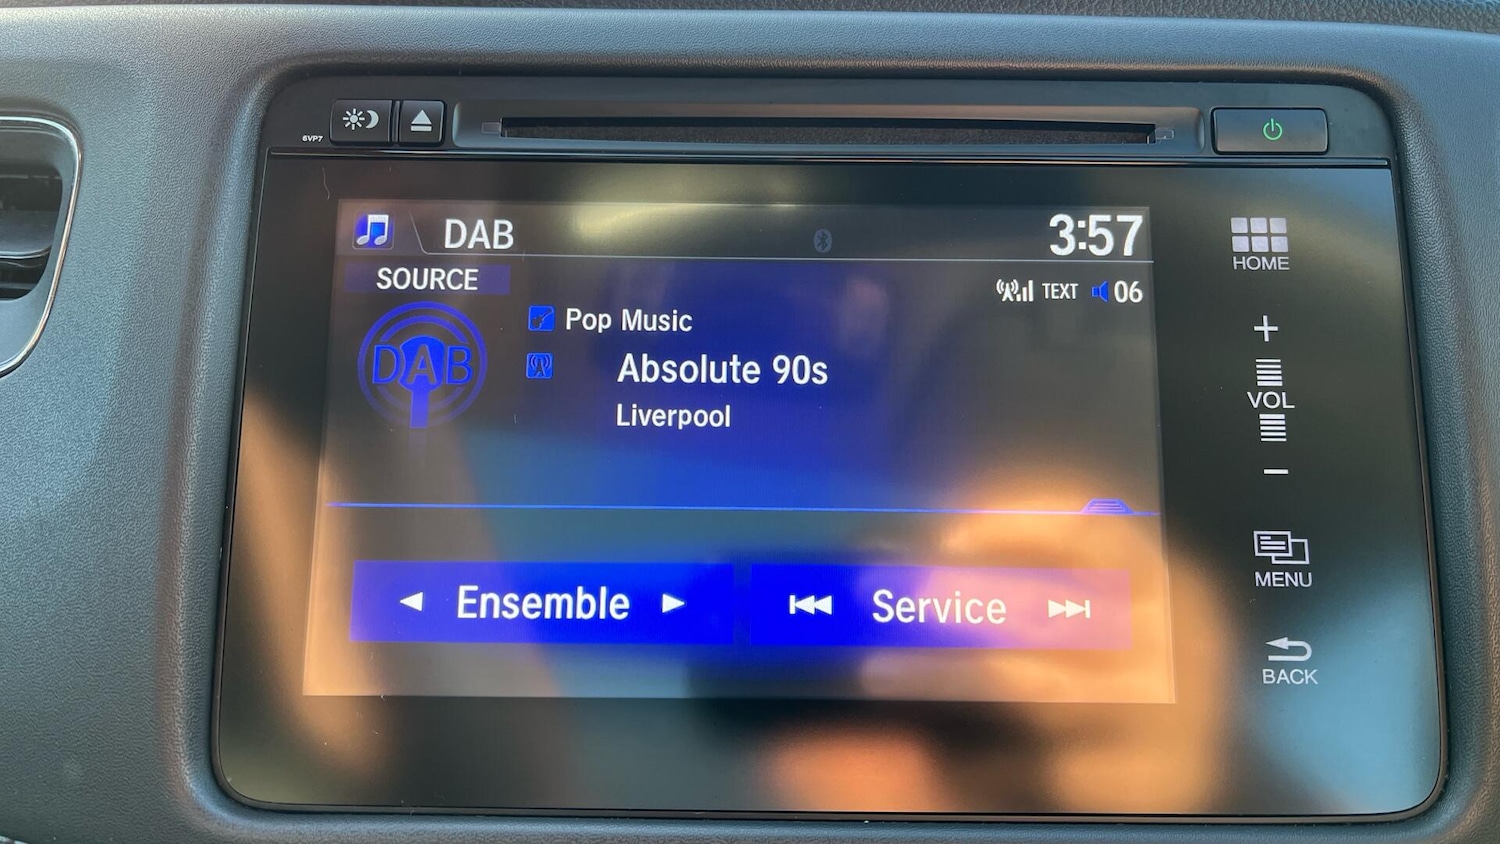 6VP7
DAB
3:57
SOURCE
TEXT 06
DAB
Pop Music
Absolute 90s
Liverpool
Ensemble
Service
HOME
+
VOL
−
MENU
BACK